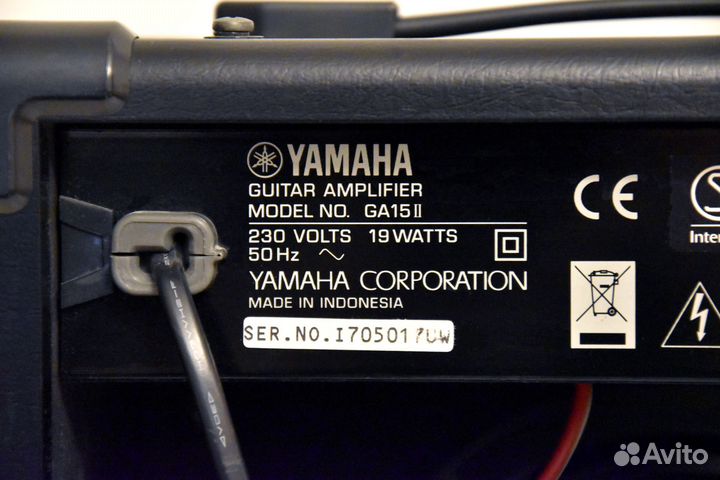 YAMAHA
GUITAR AMPLIFIER
MODEL NO. GA15II
230 VOLTS 19 WATTS
50 Hz ~
YAMAHA CORPORATION
MADE IN INDONESIA
SER.NO.I705017UW
CE
Inter
Avito